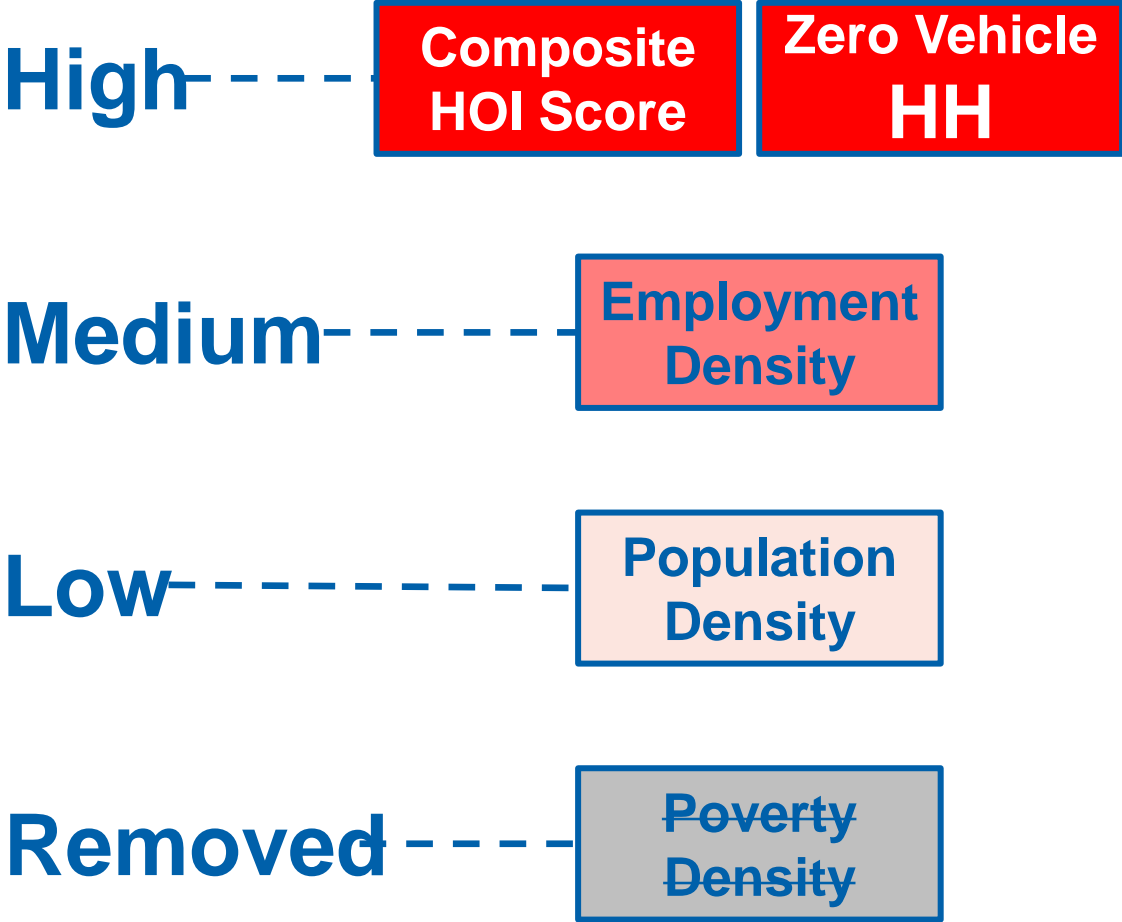 High
Composite
HOI Score
Zero Vehicle
HH
Medium
Employment
Density
Low
Population
Density
Removed
Poverty
Density